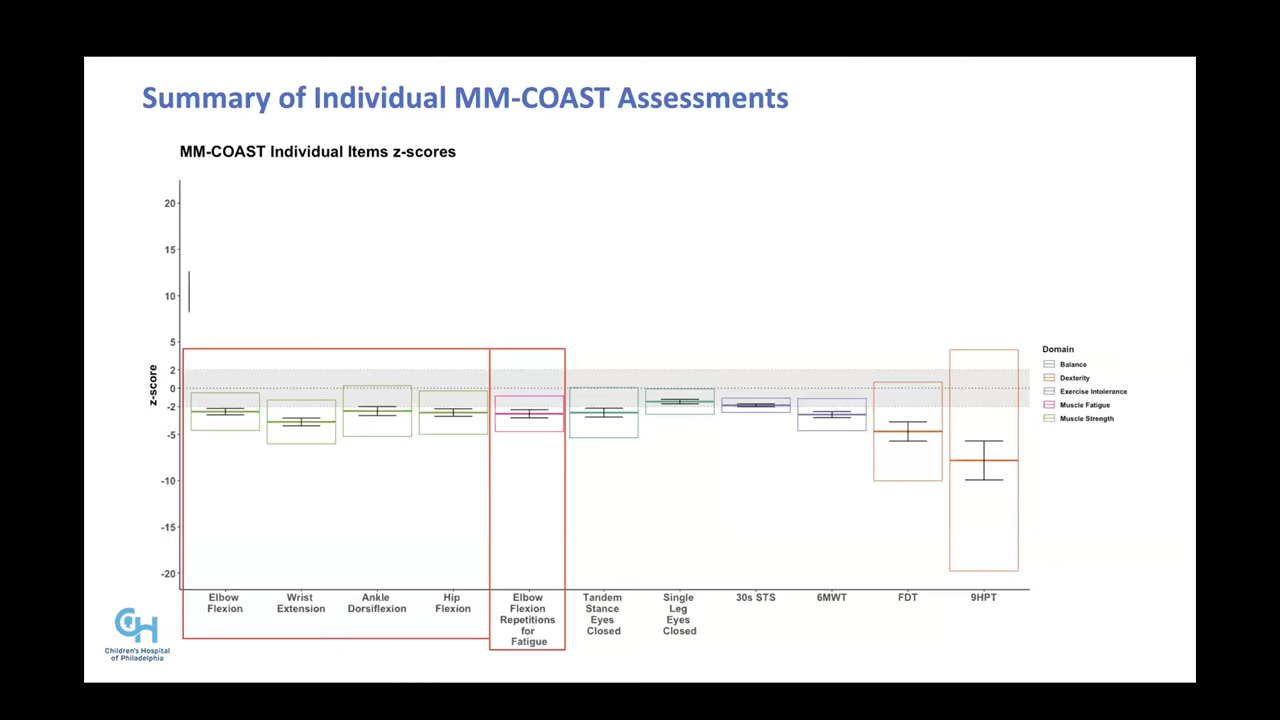 Summary of Individual MM-COAST Assessments
MM-COAST Individual Items z-scores
20
15
10
5
2
0
-2
-5
-10
-15
-20
z-score
Elbow
Flexion
Wrist
Extension
Ankle
Dorsiflexion
Hip
Flexion
Elbow
Flexion
Repetitions
for
Fatigue
Tandem
Stance
Eyes
Closed
Single
Leg
Eyes
Closed
30s STS
6MWT
FDT
9HPT
Domain
Balance
Dexterity
Exercise Intolerance
Muscle Fatigue
Muscle Strength
CH
Children's Hospital
of Philadelphia